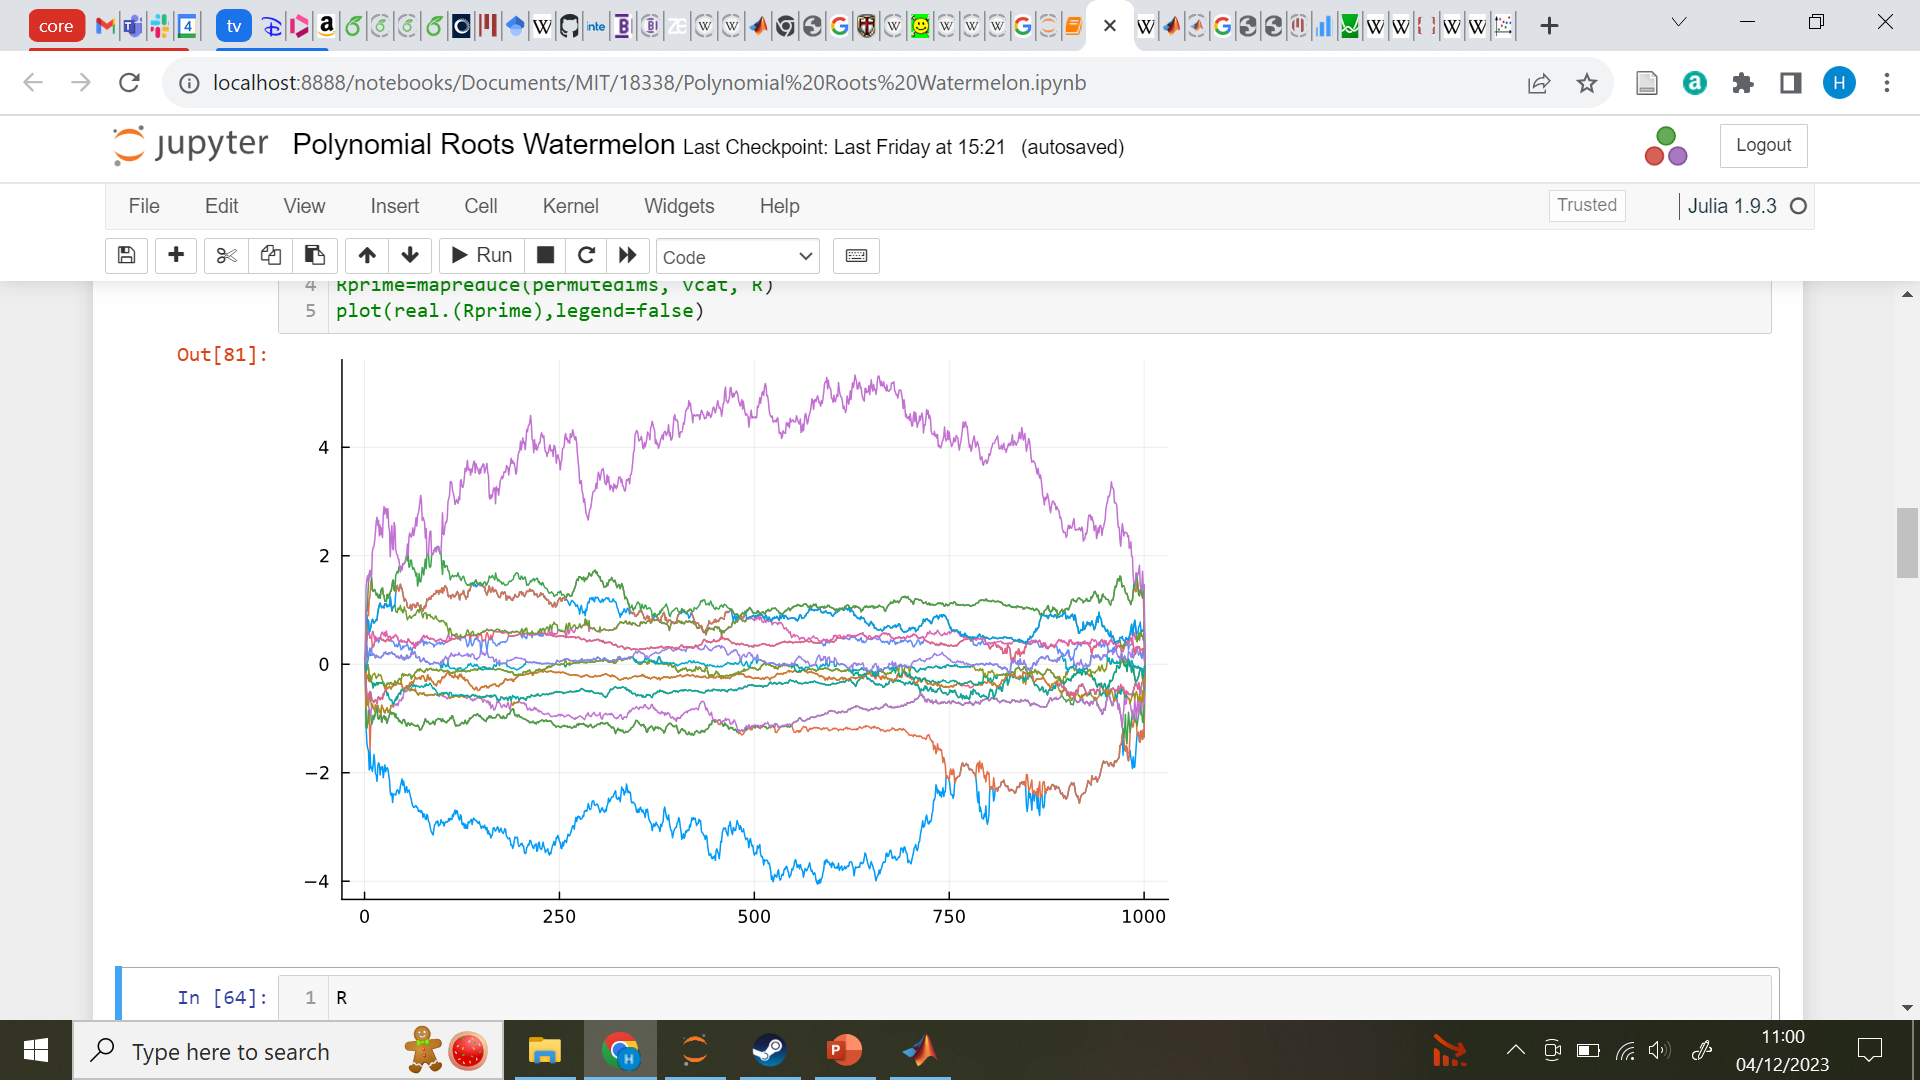 core
tv
4
inte
localhost:8888/notebooks/Documents/MIT/18338/Polynomial%20Roots%20Watermelon.ipynb
H
jupyter Polynomial Roots Watermelon Last Checkpoint: Last Friday at 15:21 (autosaved)
Logout
File Edit View Insert Cell Kernel Widgets Help
Trusted Julia 1.9.3
Run Code
4 Rprime=mapreduce(permutedims, vcat, R)
5 plot(real.(Rprime),legend=false)
Out[81]:
4
2
0
−2
−4
0 250 500 750 1000
In [64]: 1 R
Type here to search
11:00
04/12/2023